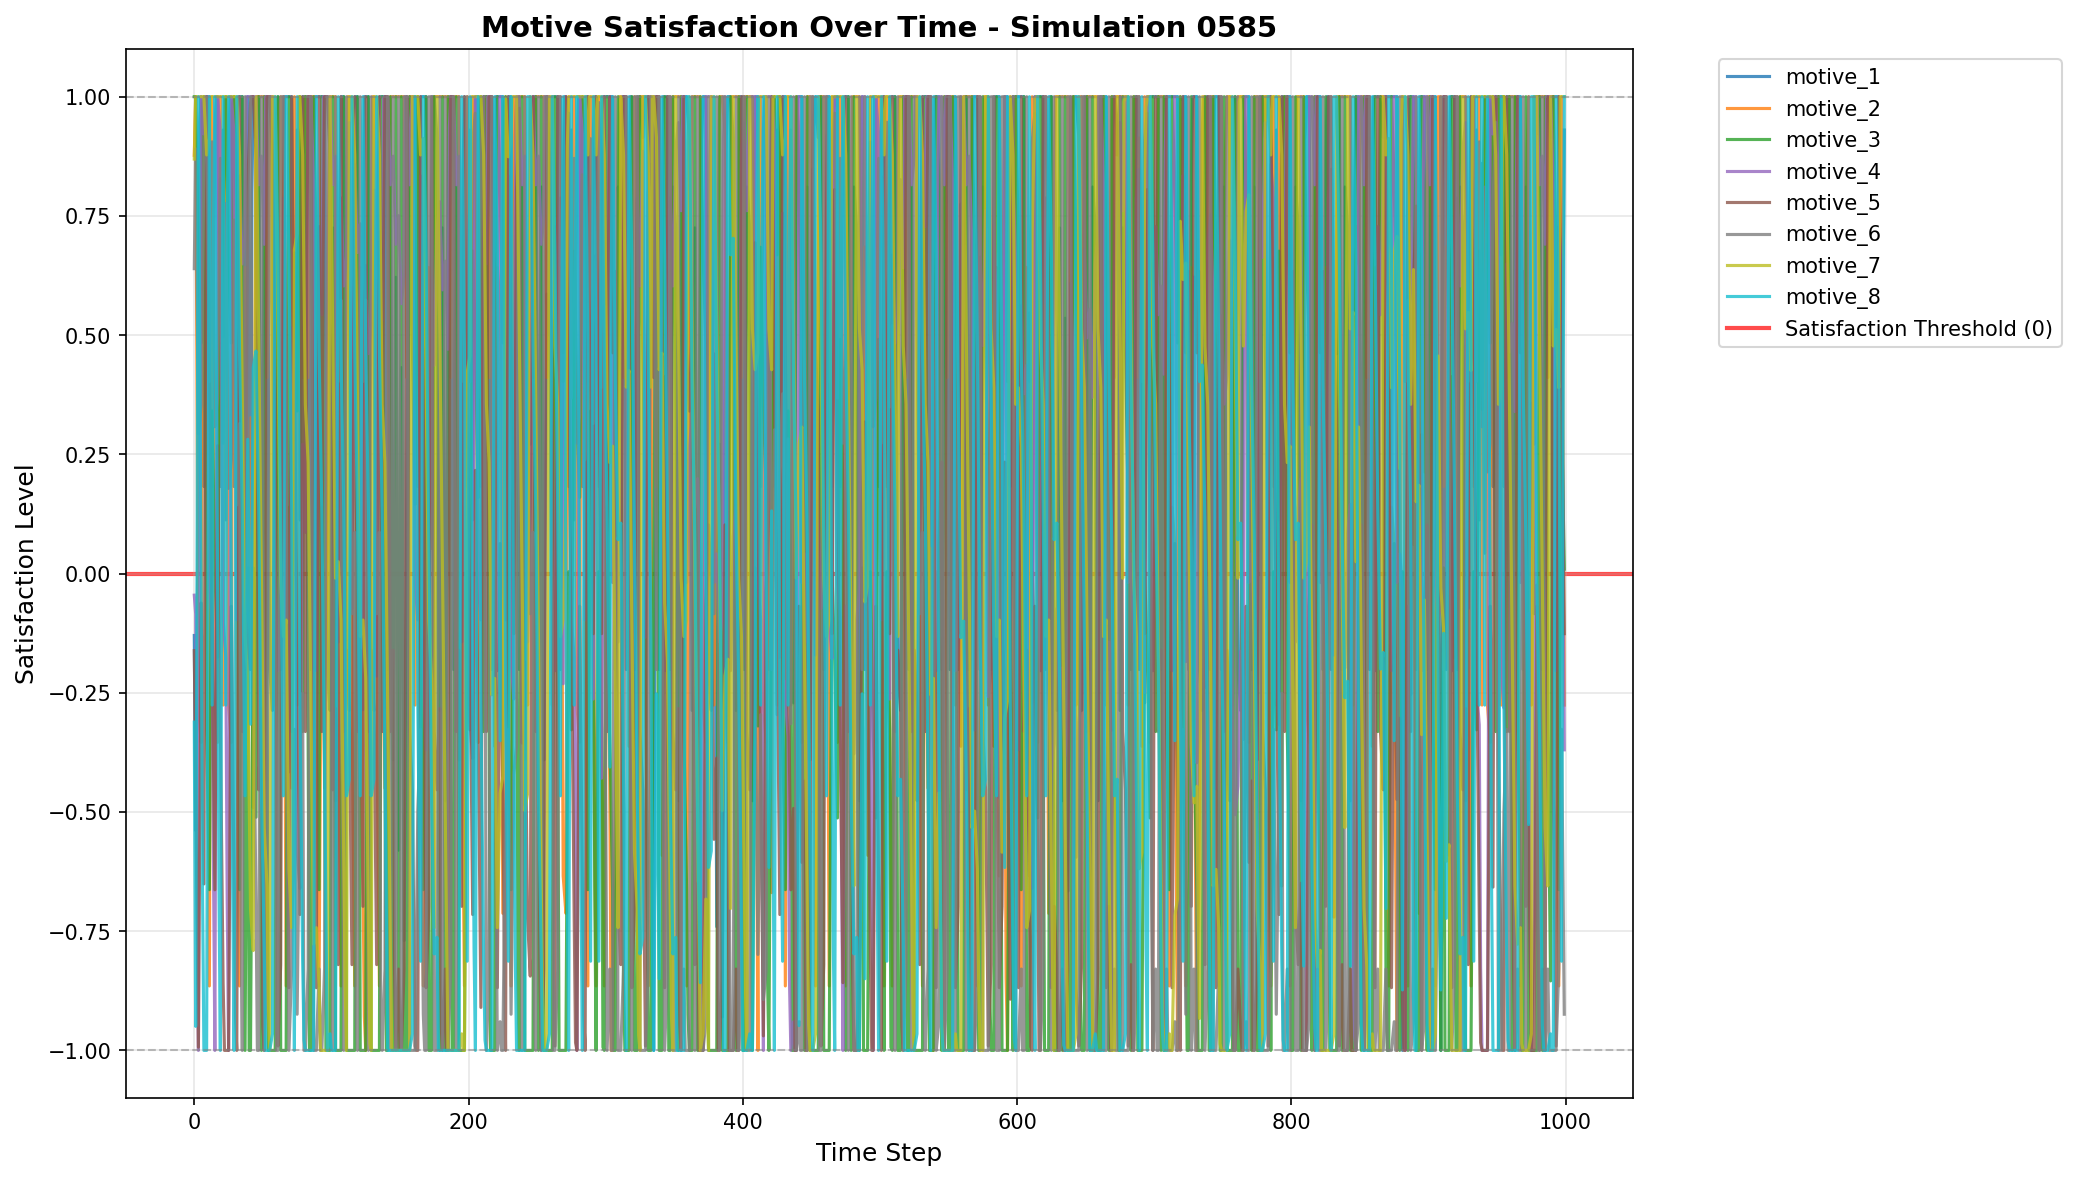 Motive Satisfaction Over Time - Simulation 0585
1.00
0.75
0.50
0.25
0.00
−0.25
−0.50
−0.75
−1.00
Satisfaction Level
0
200
400
600
800
1000
Time Step
motive_1
motive_2
motive_3
motive_4
motive_5
motive_6
motive_7
motive_8
Satisfaction Threshold (0)